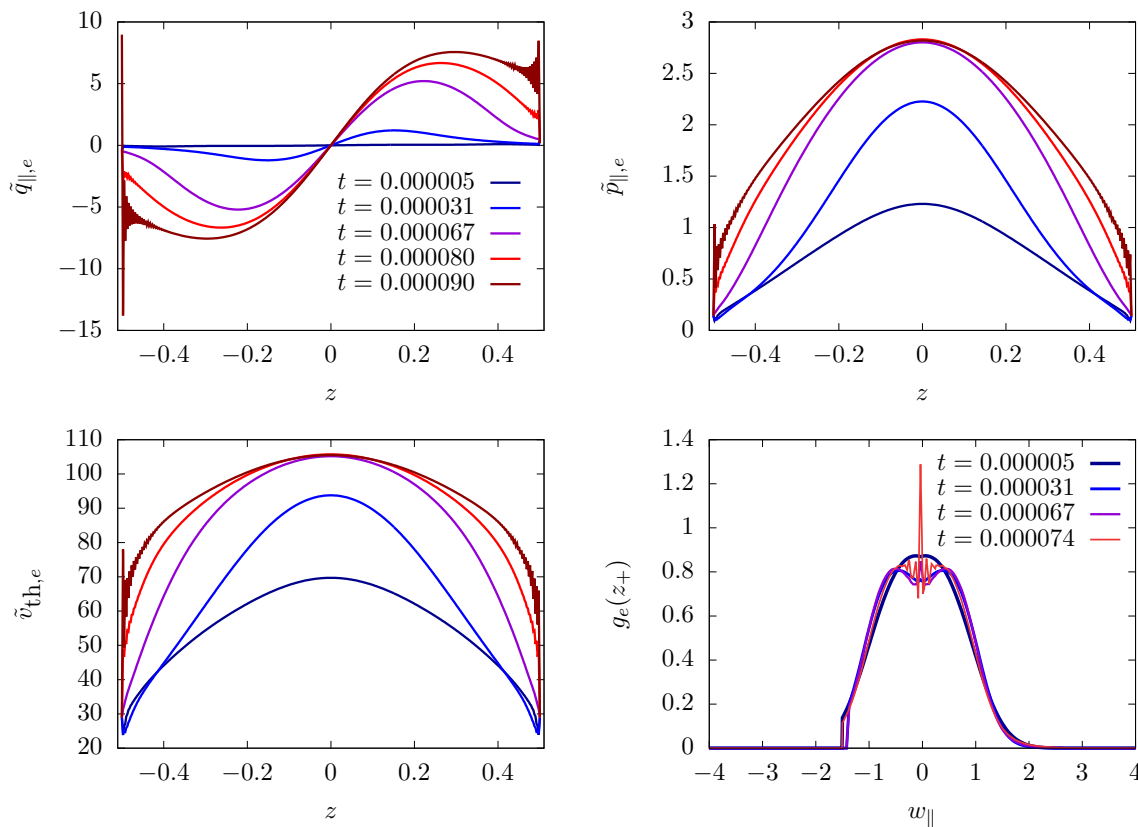 10
5
0
−5
−10
−15
−0.4 −0.2 0 0.2 0.4
z
q̃∥,e
t = 0.000005
t = 0.000031
t = 0.000067
t = 0.000080
t = 0.000090
3
2.5
2
1.5
1
0.5
0
−0.4 −0.2 0 0.2 0.4
z
p̃∥,e
110
100
90
80
70
60
50
40
30
20
−0.4 −0.2 0 0.2 0.4
z
ṽth,e
1.4
1.2
1
0.8
0.6
0.4
0.2
0
−4 −3 −2 −1 0 1 2 3 4
w∥
ge(z+)
t = 0.000005
t = 0.000031
t = 0.000067
t = 0.000074